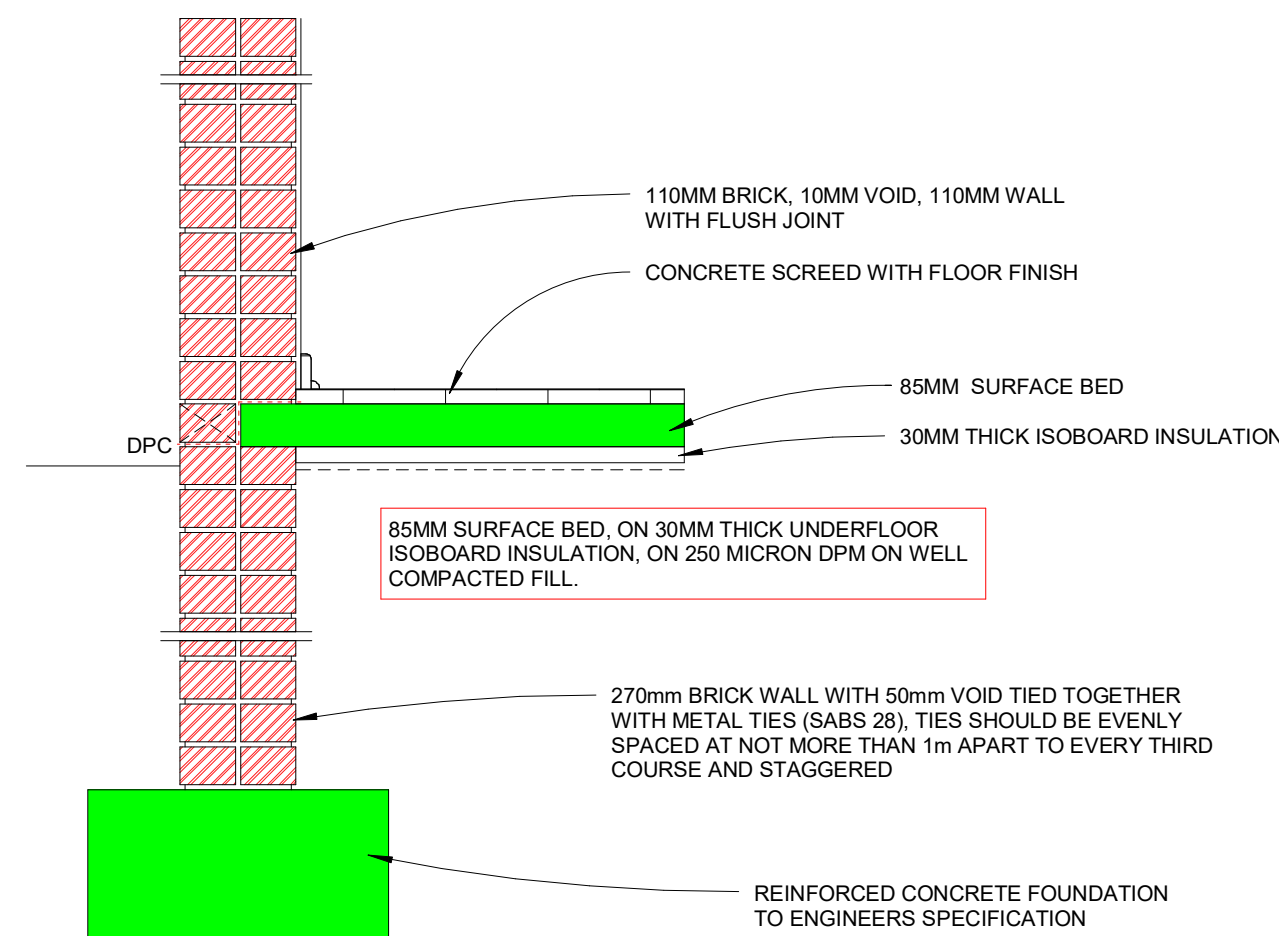 110MM BRICK, 10MM VOID, 110MM WALL
WITH FLUSH JOINT
CONCRETE SCREED WITH FLOOR FINISH
85MM SURFACE BED
DPC
30MM THICK ISOBOARD INSULATION
85MM SURFACE BED, ON 30MM THICK UNDERFLOOR
ISOBOARD INSULATION, ON 250 MICRON DPM ON WELL
COMPACTED FILL.
270mm BRICK WALL WITH 50mm VOID TIED TOGETHER
WITH METAL TIES (SABS 28), TIES SHOULD BE EVENLY
SPACED AT NOT MORE THAN 1m APART TO EVERY THIRD
COURSE AND STAGGERED
REINFORCED CONCRETE FOUNDATION
TO ENGINEERS SPECIFICATION